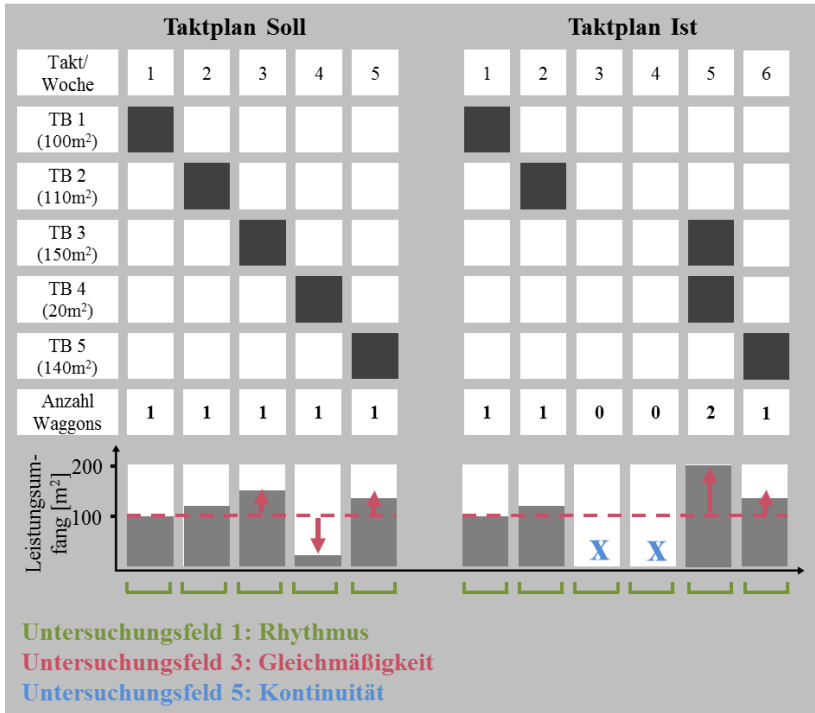 Taktplan Soll
Taktplan Ist
Takt/
Woche
1 2 3 4 5
1 2 3 4 5 6
TB 1
(100m²)
TB 2
(110m²)
TB 3
(150m²)
TB 4
(20m²)
TB 5
(140m²)
Anzahl
Waggons
1 1 1 1 1
1 1 0 0 2 1
Leistungsum-
fang [m²]
200
100
X X
Untersuchungsfeld 1: Rhythmus
Untersuchungsfeld 3: Gleichmäßigkeit
Untersuchungsfeld 5: Kontinuität